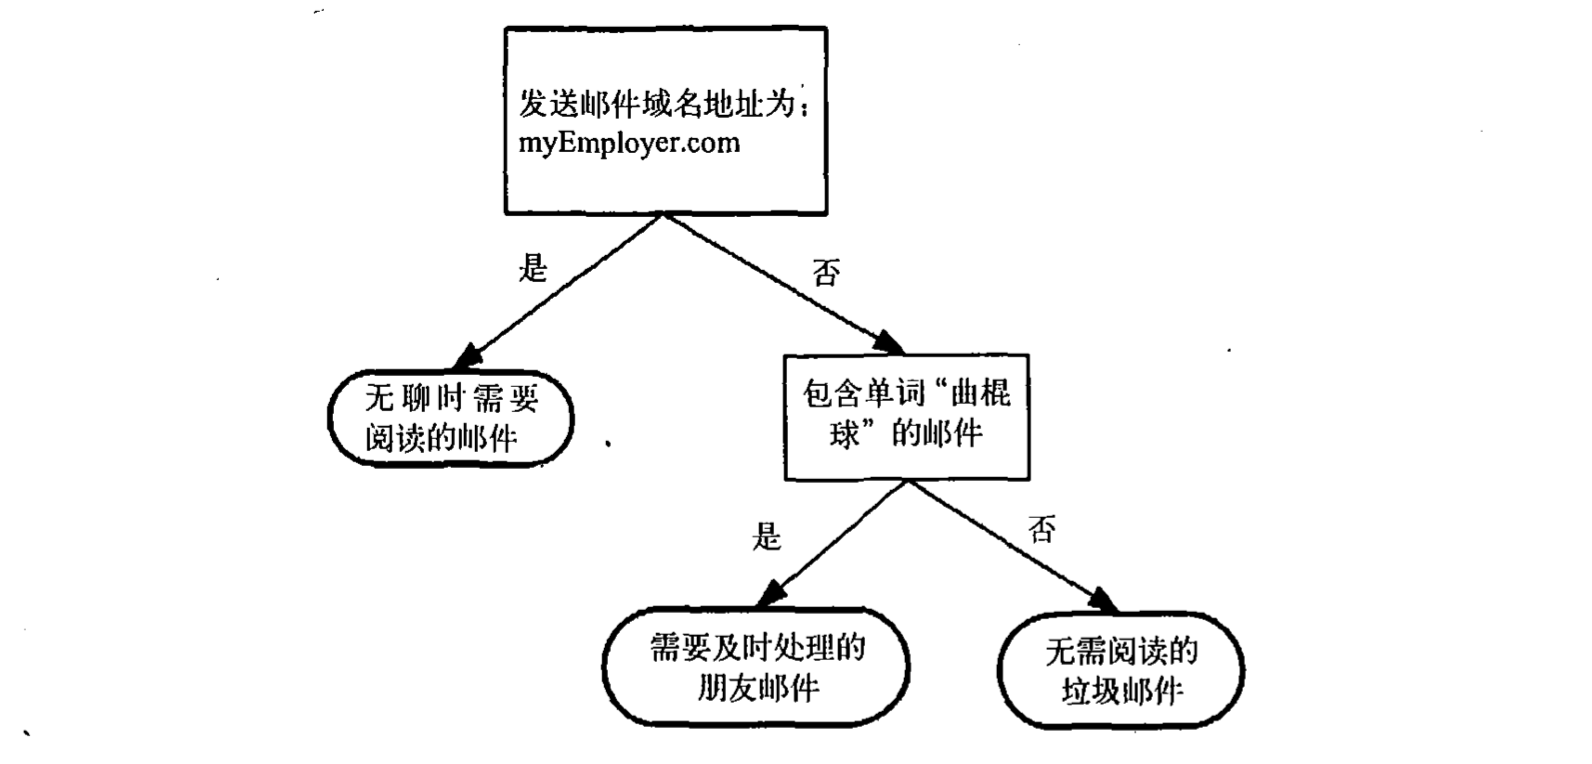 发送邮件域名地址为：
myEmployer.com
是
否
无聊时需要
阅读的邮件
包含单词“曲棍
球”的邮件
是
否
需要及时处理的
朋友邮件
无需阅读的
垃圾邮件